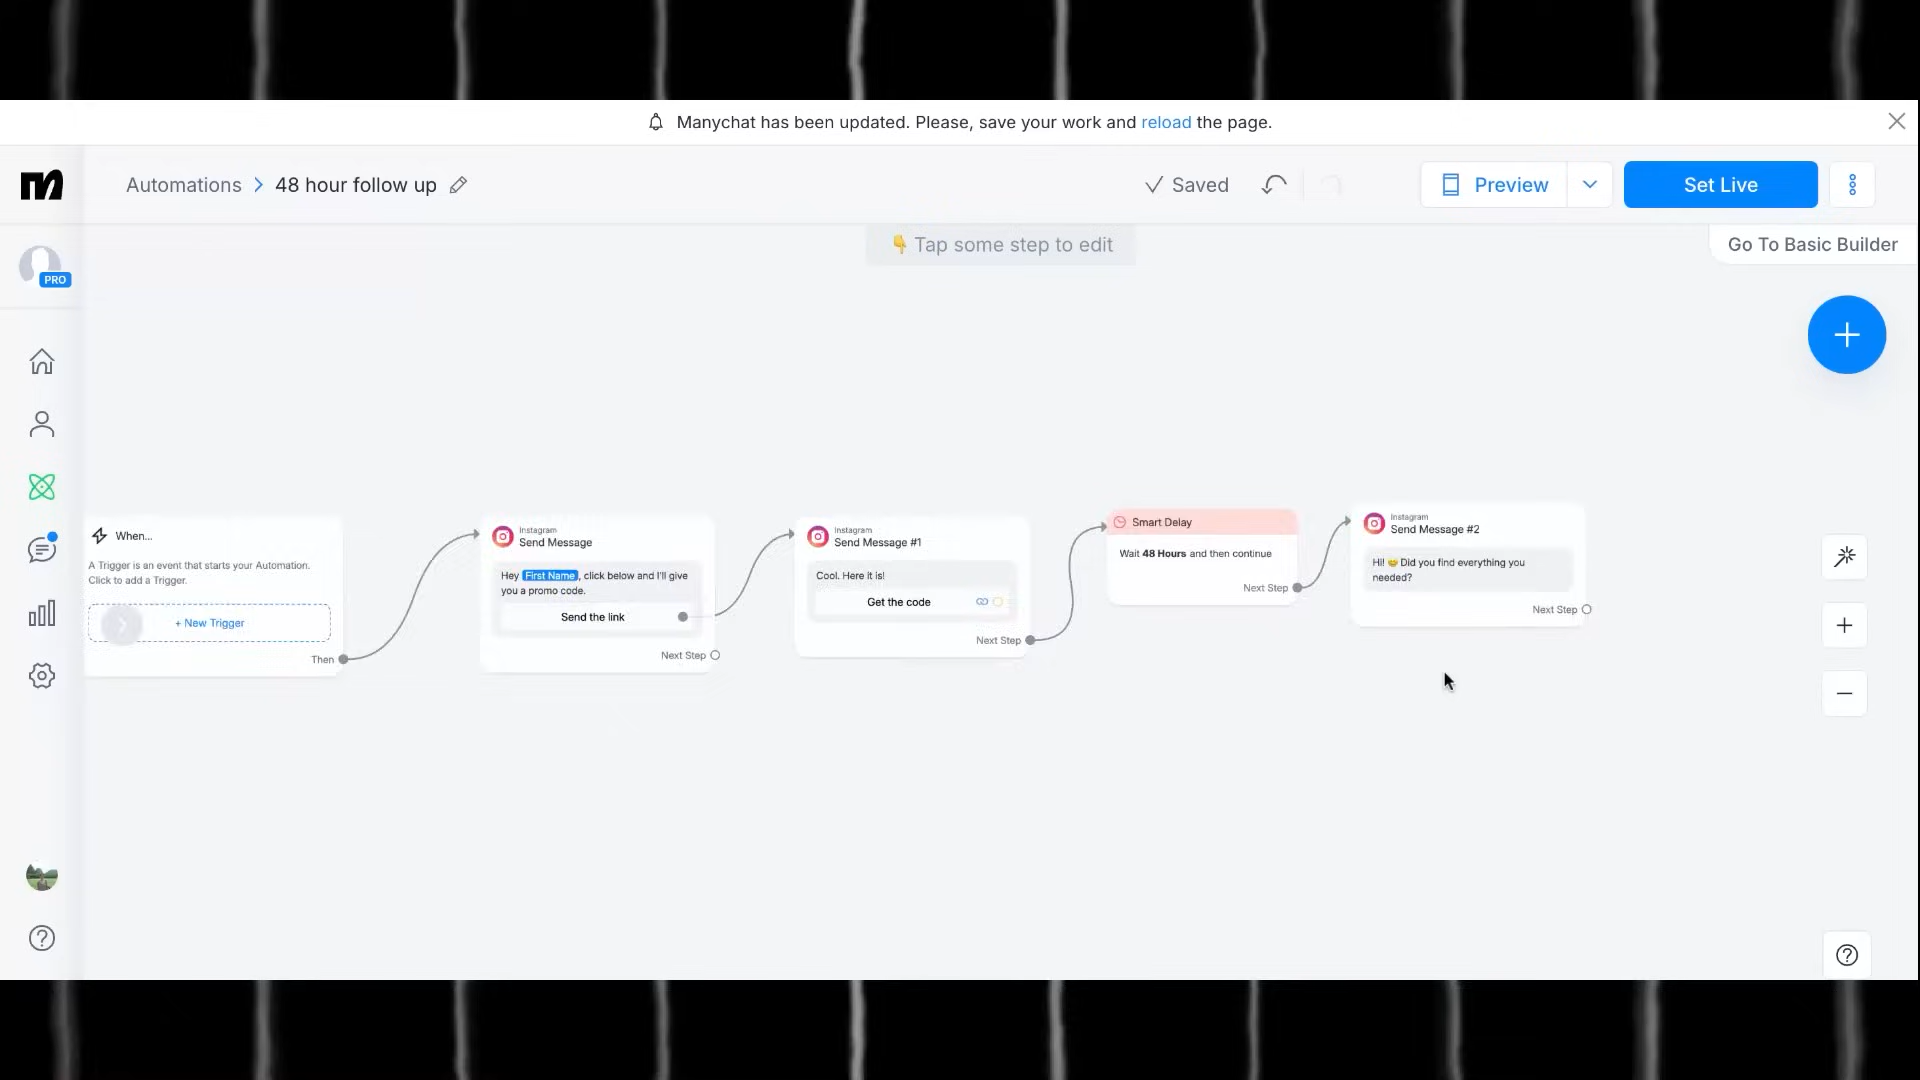 Manychat has been updated. Please, save your work and reload the page.
Automations > 48 hour follow up
Saved
Preview
Set Live
PRO
👇 Tap some step to edit
Go To Basic Builder
When...
A Trigger is an event that starts your Automation.
Click to add a Trigger.
+ New Trigger
Then
Instagram
Send Message
Hey First Name, click below and I'll give
you a promo code.
Send the link
Next Step
Instagram
Send Message #1
Cool. Here it is!
Get the code
Next Step
Smart Delay
Wait 48 Hours and then continue
Next Step
Instagram
Send Message #2
Hi! 🤓 Did you find everything you
needed?
Next Step